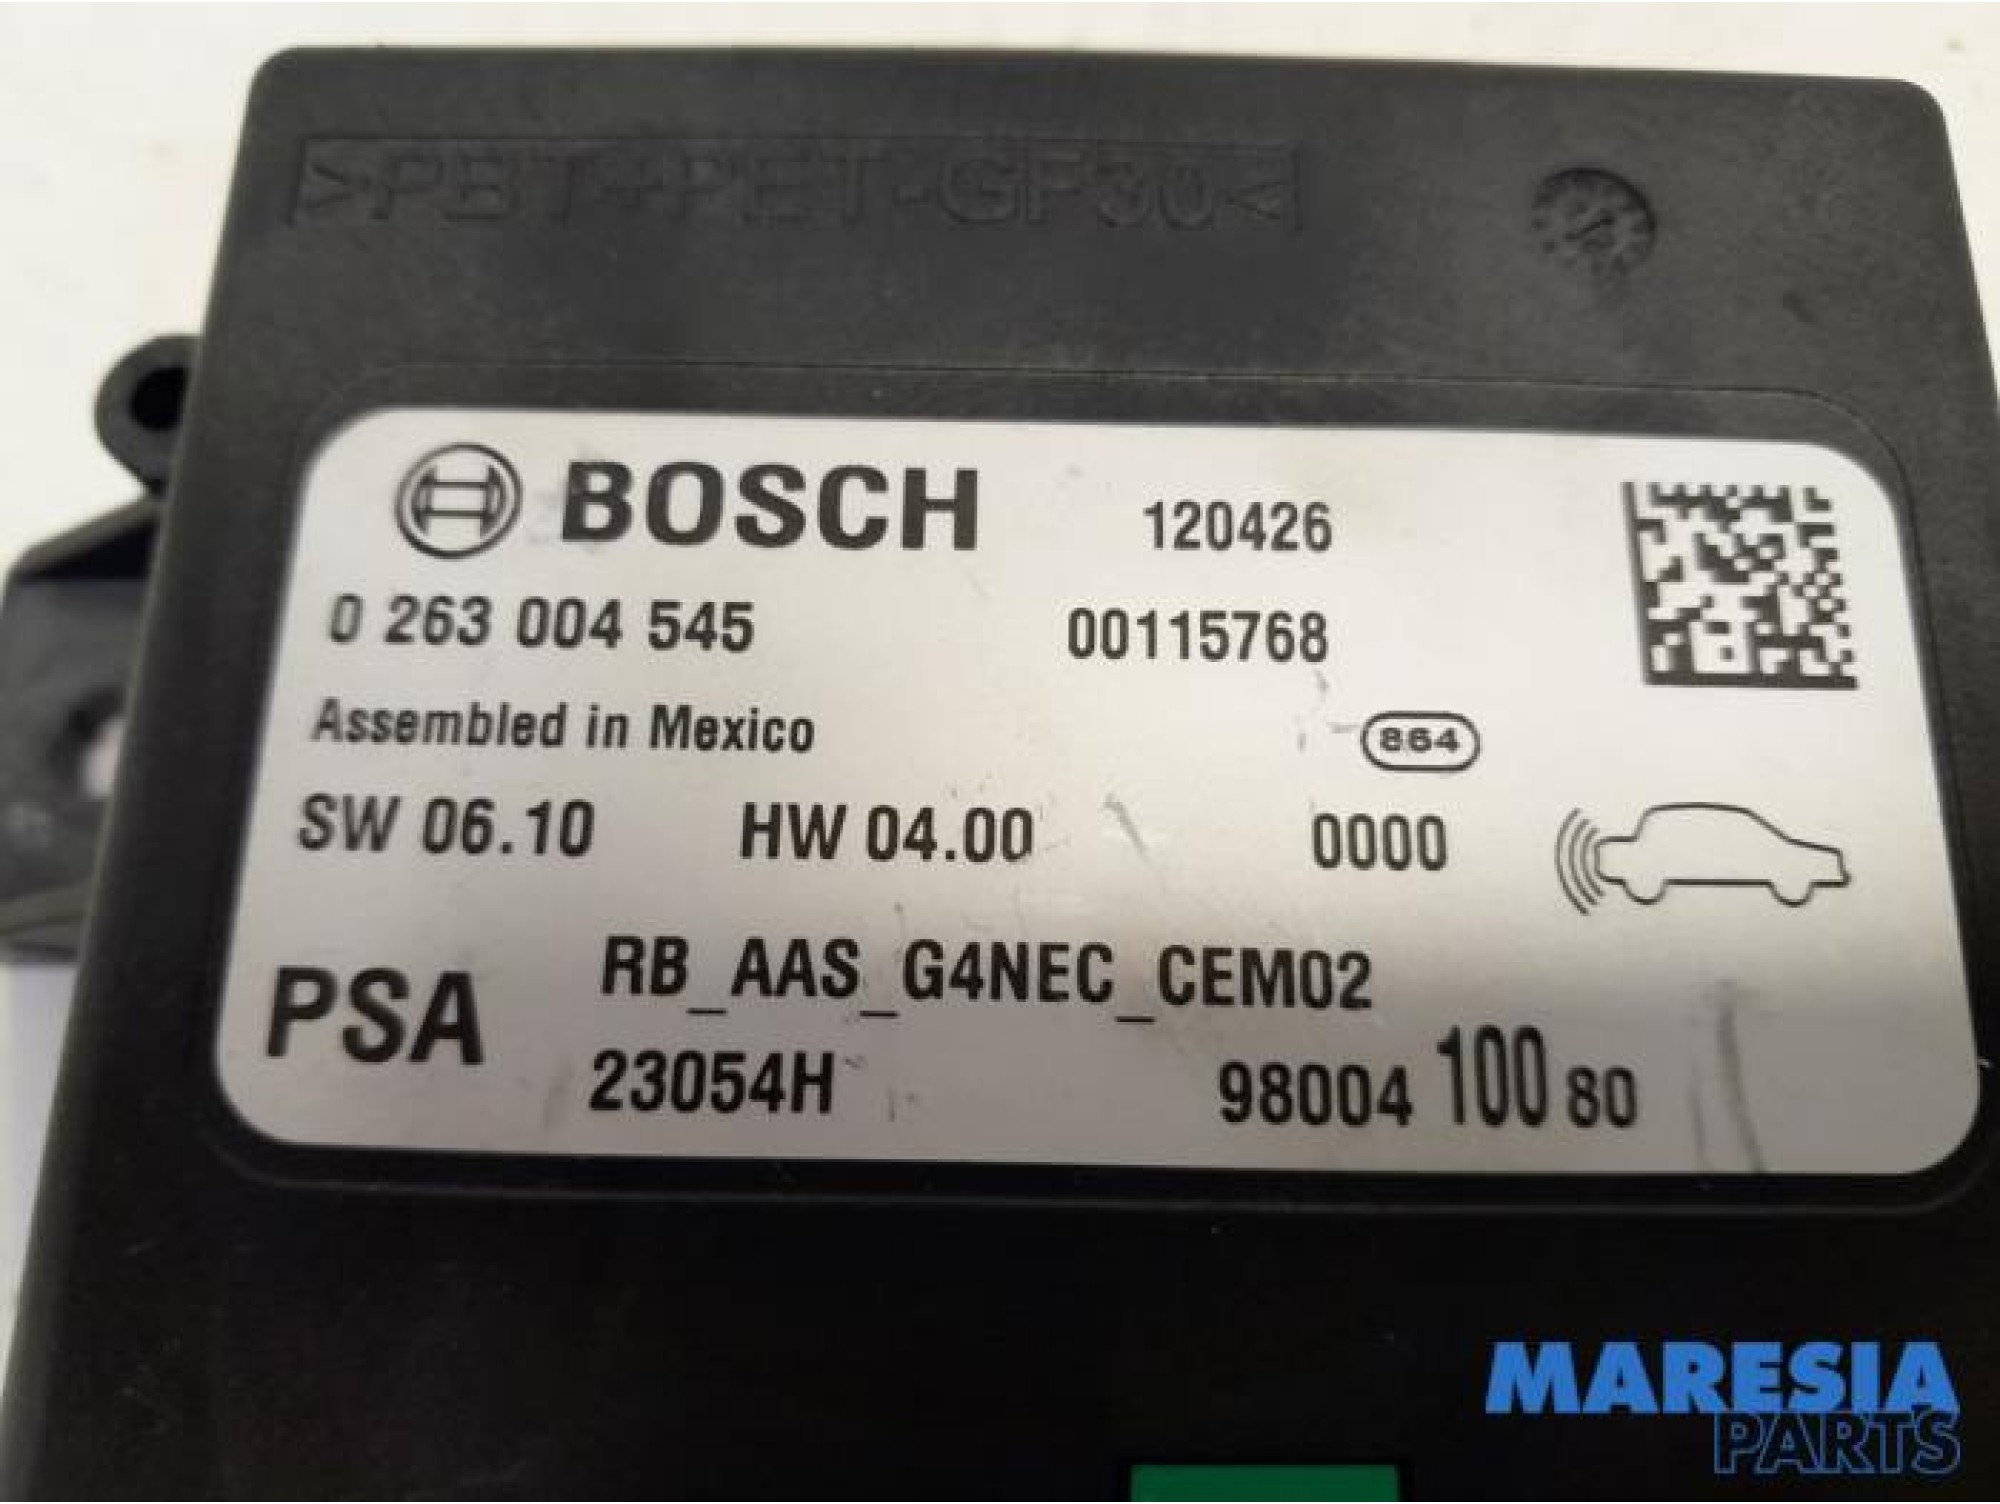 >PBT+PET-GF30<
BOSCH 120426
0 263 004 545 00115768
Assembled in Mexico 864
SW 06.10 HW 04.00 0000
RB_AAS_G4NEC_CEM02
PSA
23054H 98004 100 80
MARESIA
PARTS